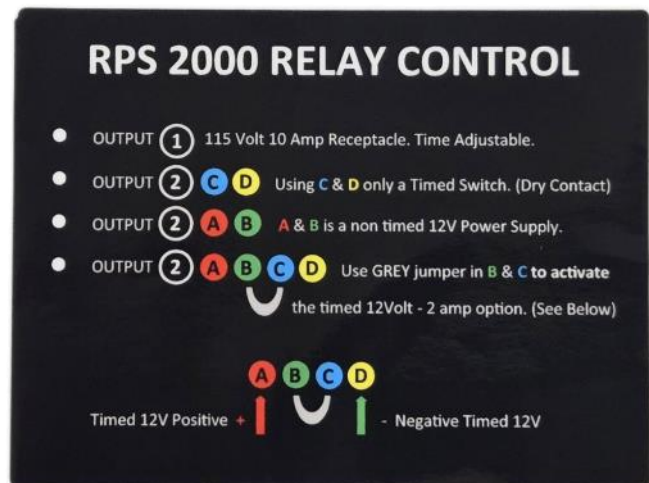 RPS 2000 RELAY CONTROL
OUTPUT 1 115 Volt 10 Amp Receptacle. Time Adjustable.
OUTPUT 2 C D Using C & D only a Timed Switch. (Dry Contact)
OUTPUT 2 A B A & B is a non timed 12V Power Supply.
OUTPUT 2 A B C D Use GREY jumper in B & C to activate
the timed 12Volt - 2 amp option. (See Below)
A B C D
Timed 12V Positive + - Negative Timed 12V